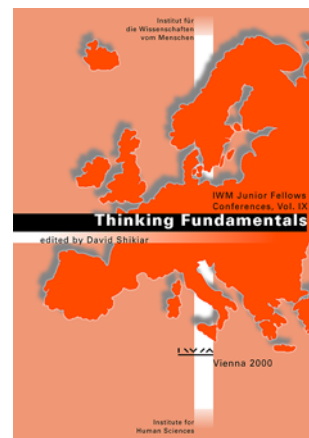 Institut für
die Wissenschaften
vom Menschen
IWM Junior Fellows
Conferences, Vol. IX
Thinking Fundamentals
edited by David Shikiar
Vienna 2000
Institute for
Human Sciences